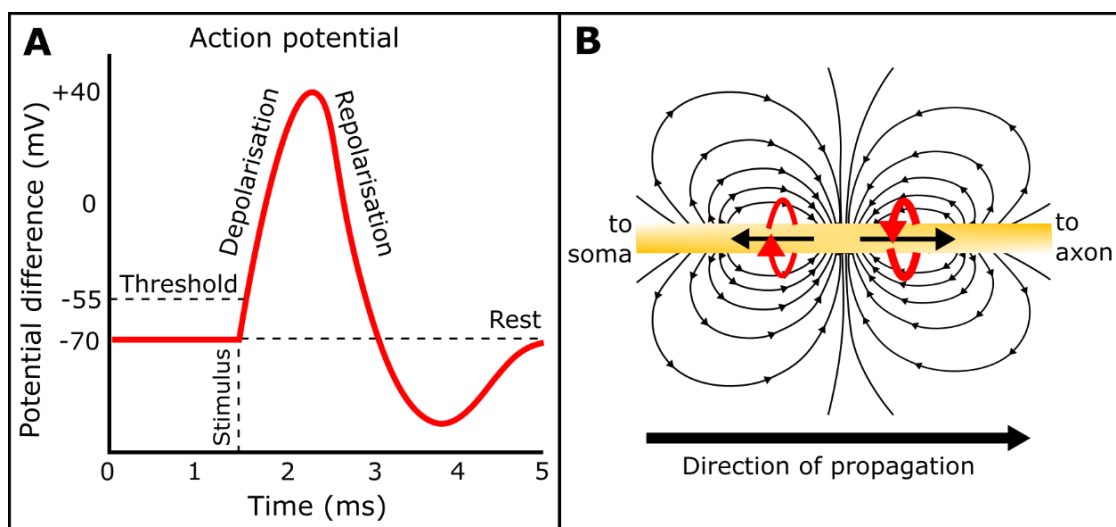 A
Action potential
Potential difference (mV)
+40
0
-55
-70
Threshold
Depolarisation
Repolarisation
Rest
Stimulus
0 1 2 3 4 5
Time (ms)
B
to
soma
to
axon
Direction of propagation